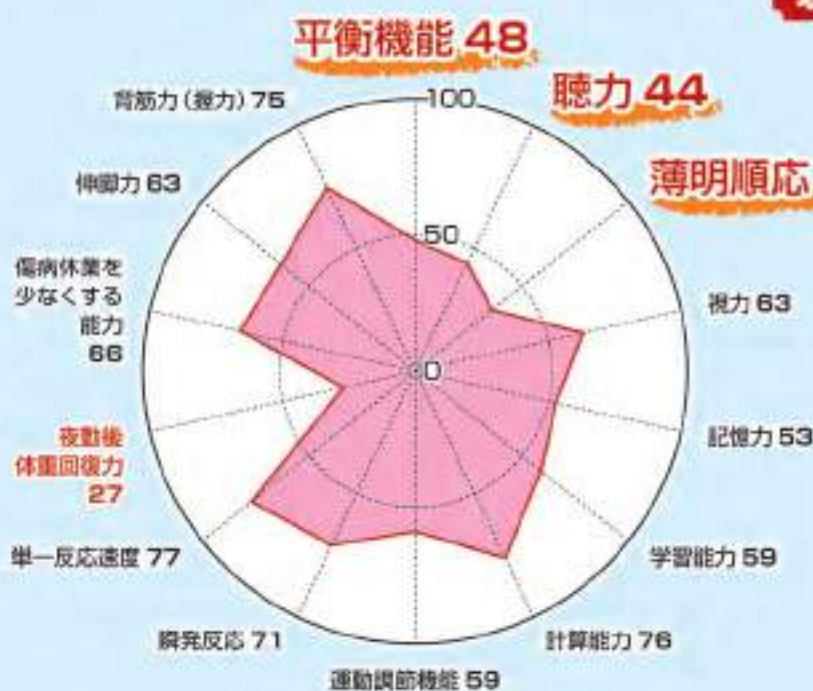 平衡機能 48
聴力 44
薄明順応
視力 63
記憶力 53
学習能力 59
計算能力 76
運動調節機能 59
瞬発反応 71
単一反応速度 77
夜勤後
体重回復力
27
傷病休業を
少なくする
能力
66
伸脚力 63
背筋力(握力) 75
100
50
0